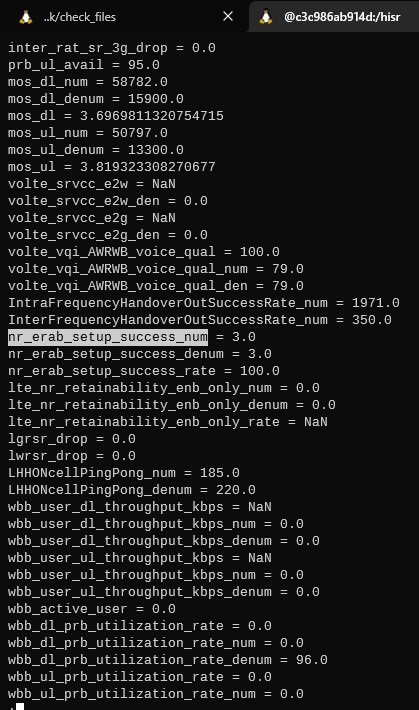 ..k/check_files
@c3c986ab914d:/hisr
inter_rat_sr_3g_drop = 0.0
prb_ul_avail = 95.0
mos_dl_num = 58782.0
mos_dl_denum = 15900.0
mos_dl = 3.6969811320754715
mos_ul_num = 50797.0
mos_ul_denum = 13300.0
mos_ul = 3.819323308270677
volte_srvcc_e2w = NaN
volte_srvcc_e2w_den = 0.0
volte_srvcc_e2g = NaN
volte_srvcc_e2g_den = 0.0
volte_vqi_AWRWB_voice_qual = 100.0
volte_vqi_AWRWB_voice_qual_num = 79.0
volte_vqi_AWRWB_voice_qual_den = 79.0
IntraFrequencyHandoverOutSuccessRate_num = 1971.0
InterFrequencyHandoverOutSuccessRate_num = 350.0
nr_erab_setup_success_num = 3.0
nr_erab_setup_success_denum = 3.0
nr_erab_setup_success_rate = 100.0
lte_nr_retainability_enb_only_num = 0.0
lte_nr_retainability_enb_only_denum = 0.0
lte_nr_retainability_enb_only_rate = NaN
lgrsr_drop = 0.0
lwrsr_drop = 0.0
LHHONcellPingPong_num = 185.0
LHHONcellPingPong_denum = 220.0
wbb_user_dl_throughput_kbps = NaN
wbb_user_dl_throughput_kbps_num = 0.0
wbb_user_dl_throughput_kbps_denum = 0.0
wbb_user_ul_throughput_kbps = NaN
wbb_user_ul_throughput_kbps_num = 0.0
wbb_user_ul_throughput_kbps_denum = 0.0
wbb_active_user = 0.0
wbb_dl_prb_utilization_rate = 0.0
wbb_dl_prb_utilization_rate_num = 0.0
wbb_dl_prb_utilization_rate_denum = 96.0
wbb_ul_prb_utilization_rate = 0.0
wbb_ul_prb_utilization_rate_num = 0.0
: